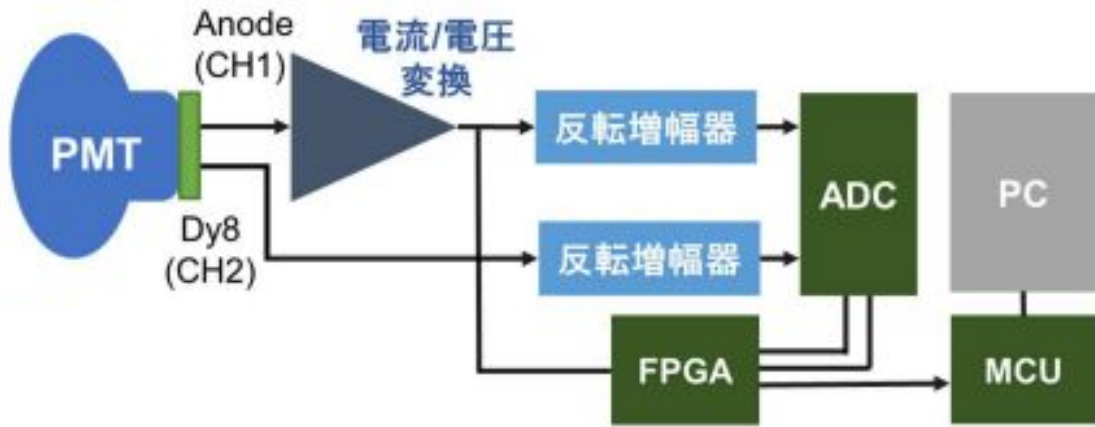 Anode
(CH1)
電流/電圧
変換
PMT
反転増幅器
ADC
PC
Dy8
(CH2)
反転増幅器
FPGA
MCU